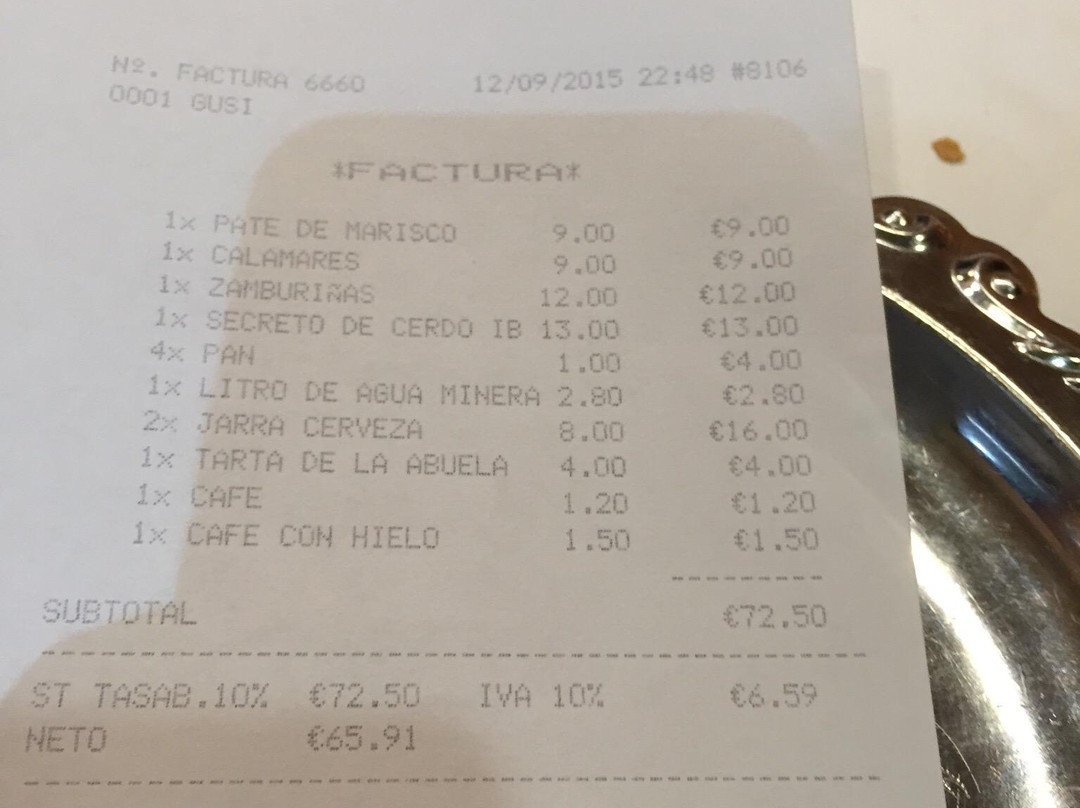 Nº. FACTURA 6660 12/09/2015 22:48 #8106
0001 GUSI
*FACTURA*
1x PATE DE MARISCO 9.00 €9.00
1x CALAMARES 9.00 €9.00
1x ZAMBURIÑAS 12.00 €12.00
1x SECRETO DE CERDO IB 13.00 €13.00
4x PAN 1.00 €4.00
1x LITRO DE AGUA MINERA 2.80 €2.80
2x JARRA CERVEZA 8.00 €16.00
1x TARTA DE LA ABUELA 4.00 €4.00
1x CAFE 1.20 €1.20
1x CAFE CON HIELO 1.50 €1.50
SUBTOTAL €72.50
ST TASAB.10% €72.50 IVA 10% €6.59
NETO €65.91